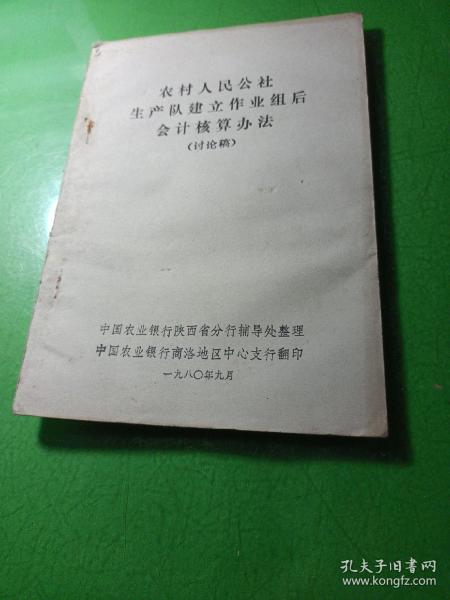 农村人民公社
生产队建立作业组后
会计核算办法
（讨论稿）
中国农业银行陕西省分行辅导处整理
中国农业银行商洛地区中心支行翻印
一九八〇年九月
孔夫子旧书网
www.kongfz.com